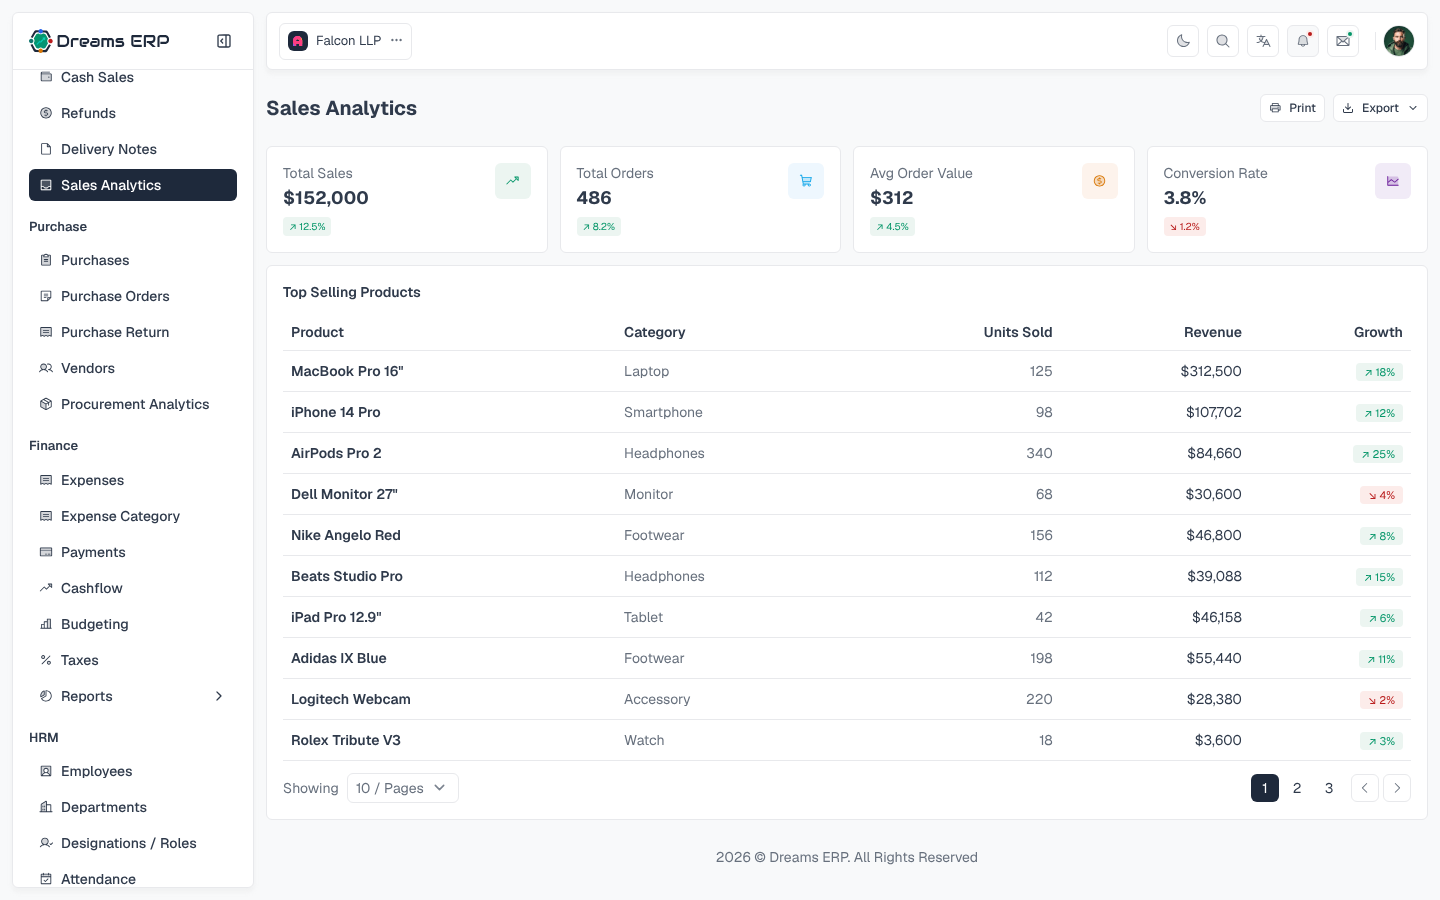 Dreams ERP
Cash Sales
Refunds
Delivery Notes
Sales Analytics
Purchase
Purchases
Purchase Orders
Purchase Return
Vendors
Procurement Analytics
Finance
Expenses
Expense Category
Payments
Cashflow
Budgeting
Taxes
Reports
HRM
Employees
Departments
Designations / Roles
Attendance
Falcon LLP ···
Sales Analytics
Print
Export
Total Sales
$152,000
12.5%
Total Orders
486
8.2%
Avg Order Value
$312
4.5%
Conversion Rate
3.8%
1.2%
Top Selling Products
Product Category Units Sold Revenue Growth
MacBook Pro 16" Laptop 125 $312,500 18%
iPhone 14 Pro Smartphone 98 $107,702 12%
AirPods Pro 2 Headphones 340 $84,660 25%
Dell Monitor 27" Monitor 68 $30,600 4%
Nike Angelo Red Footwear 156 $46,800 8%
Beats Studio Pro Headphones 112 $39,088 15%
iPad Pro 12.9" Tablet 42 $46,158 6%
Adidas IX Blue Footwear 198 $55,440 11%
Logitech Webcam Accessory 220 $28,380 2%
Rolex Tribute V3 Watch 18 $3,600 3%
Showing 10 / Pages 1 2 3
2026 © Dreams ERP. All Rights Reserved